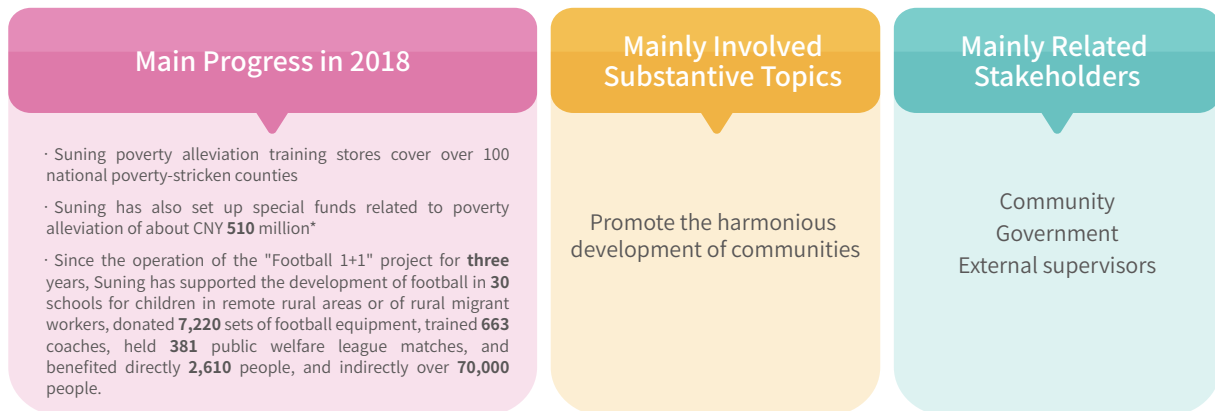 Main Progress in 2018
· Suning poverty alleviation training stores cover over 100
national poverty-stricken counties
· Suning has also set up special funds related to poverty
alleviation of about CNY 510 million*
· Since the operation of the "Football 1+1" project for three
years, Suning has supported the development of football in 30
schools for children in remote rural areas or of rural migrant
workers, donated 7,220 sets of football equipment, trained 663
coaches, held 381 public welfare league matches, and
benefited directly 2,610 people, and indirectly over 70,000
people.
Mainly Involved
Substantive Topics
Promote the harmonious
development of communities
Mainly Related
Stakeholders
Community
Government
External supervisors